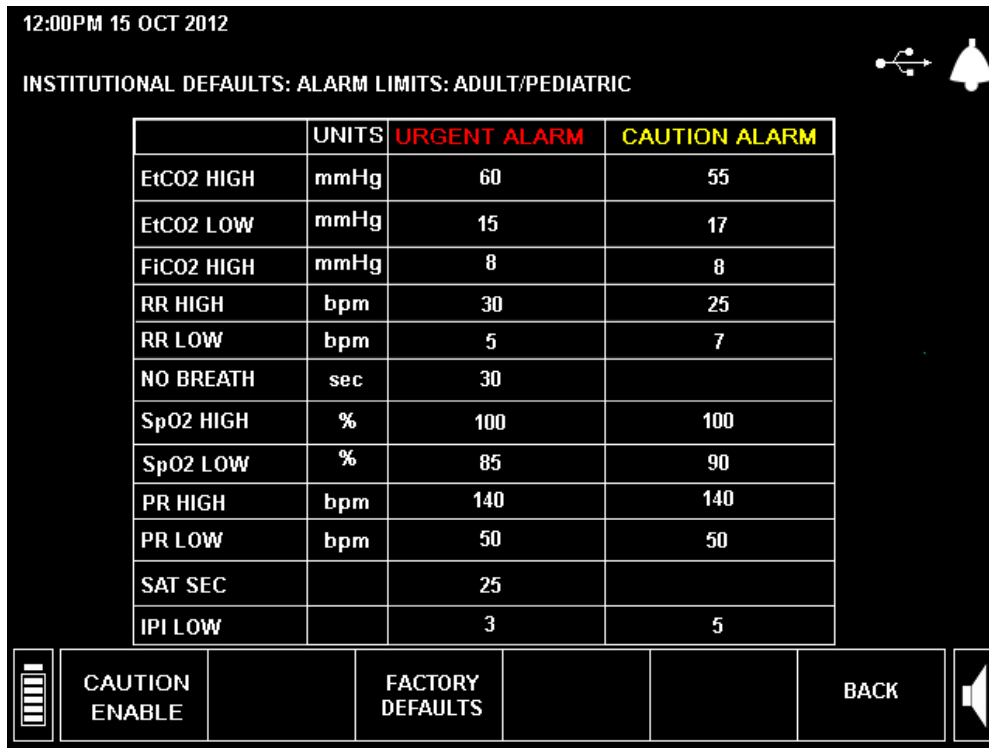 12:00PM 15 OCT 2012
INSTITUTIONAL DEFAULTS: ALARM LIMITS: ADULT/PEDIATRIC
UNITS URGENT ALARM CAUTION ALARM
EtCO2 HIGH mmHg 60 55
EtCO2 LOW mmHg 15 17
FiCO2 HIGH mmHg 8 8
RR HIGH bpm 30 25
RR LOW bpm 5 7
NO BREATH sec 30
SpO2 HIGH % 100 100
SpO2 LOW % 85 90
PR HIGH bpm 140 140
PR LOW bpm 50 50
SAT SEC 25
IPI LOW 3 5
CAUTION ENABLE
FACTORY DEFAULTS
BACK